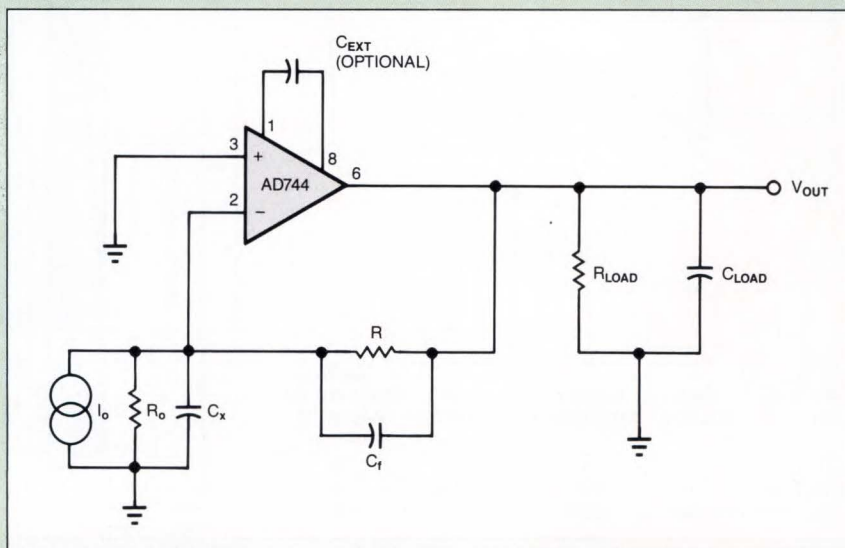 C_EXT
(OPTIONAL)
1
3
+
8
AD744
6
2
−
V_OUT
R_LOAD
C_LOAD
R
I_o
R_o
C_x
C_f